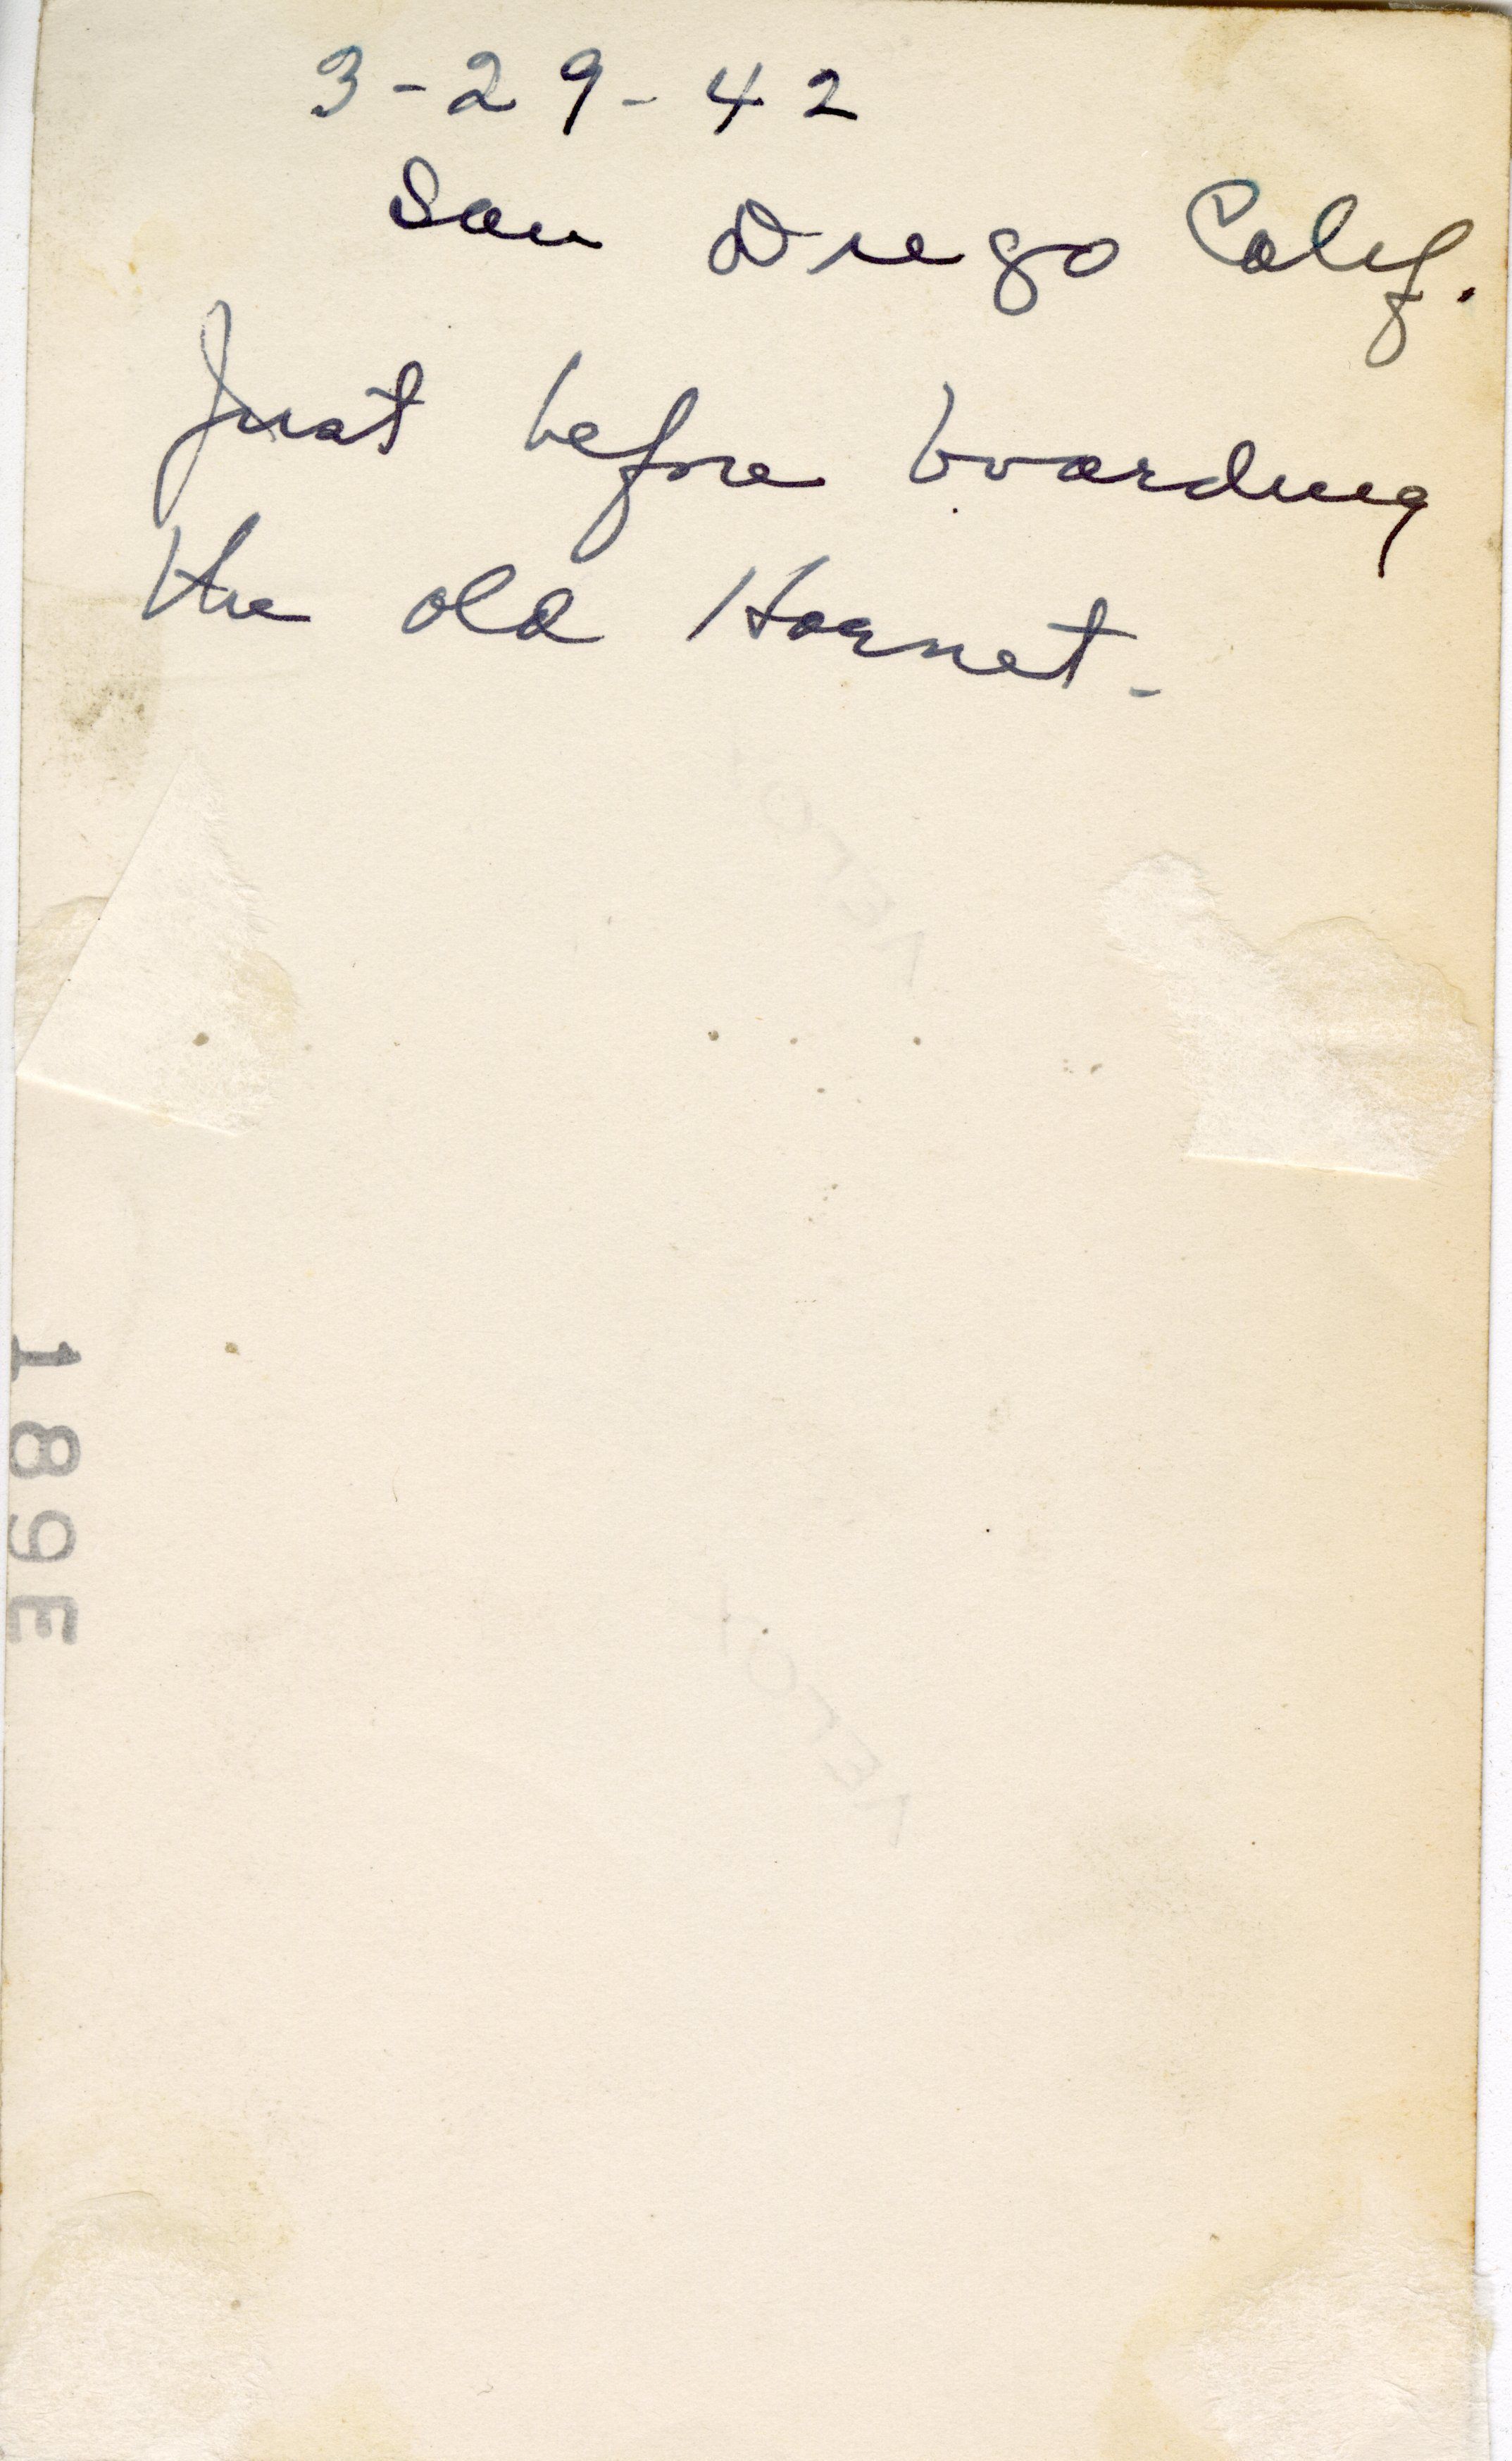 3-29-42
San Diego Calif.
Just before boarding
the old Hornet.
189E